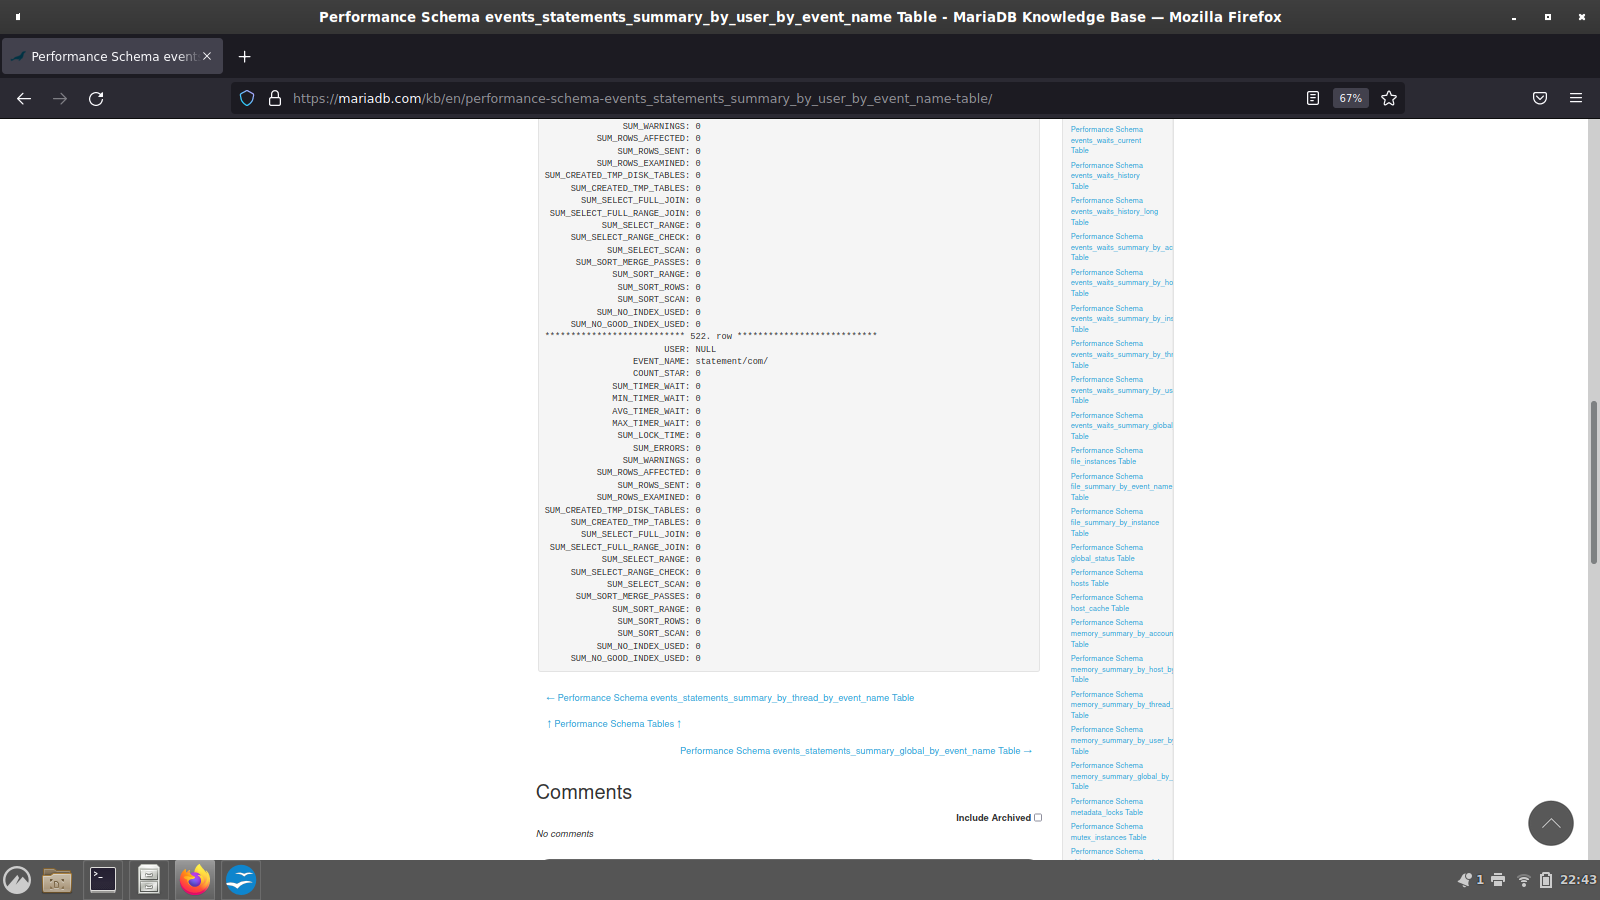 Performance Schema events_statements_summary_by_user_by_event_name Table - MariaDB Knowledge Base — Mozilla Firefox
Performance Schema event
https://mariadb.com/kb/en/performance-schema-events_statements_summary_by_user_by_event_name-table/
67%
SUM_WARNINGS: 0
SUM_ROWS_AFFECTED: 0
SUM_ROWS_SENT: 0
SUM_ROWS_EXAMINED: 0
SUM_CREATED_TMP_DISK_TABLES: 0
SUM_CREATED_TMP_TABLES: 0
SUM_SELECT_FULL_JOIN: 0
SUM_SELECT_FULL_RANGE_JOIN: 0
SUM_SELECT_RANGE: 0
SUM_SELECT_RANGE_CHECK: 0
SUM_SELECT_SCAN: 0
SUM_SORT_MERGE_PASSES: 0
SUM_SORT_RANGE: 0
SUM_SORT_ROWS: 0
SUM_SORT_SCAN: 0
SUM_NO_INDEX_USED: 0
SUM_NO_GOOD_INDEX_USED: 0
*************************** 522. row ***************************
USER: NULL
EVENT_NAME: statement/com/
COUNT_STAR: 0
SUM_TIMER_WAIT: 0
MIN_TIMER_WAIT: 0
AVG_TIMER_WAIT: 0
MAX_TIMER_WAIT: 0
SUM_LOCK_TIME: 0
SUM_ERRORS: 0
SUM_WARNINGS: 0
SUM_ROWS_AFFECTED: 0
SUM_ROWS_SENT: 0
SUM_ROWS_EXAMINED: 0
SUM_CREATED_TMP_DISK_TABLES: 0
SUM_CREATED_TMP_TABLES: 0
SUM_SELECT_FULL_JOIN: 0
SUM_SELECT_FULL_RANGE_JOIN: 0
SUM_SELECT_RANGE: 0
SUM_SELECT_RANGE_CHECK: 0
SUM_SELECT_SCAN: 0
SUM_SORT_MERGE_PASSES: 0
SUM_SORT_RANGE: 0
SUM_SORT_ROWS: 0
SUM_SORT_SCAN: 0
SUM_NO_INDEX_USED: 0
SUM_NO_GOOD_INDEX_USED: 0
← Performance Schema events_statements_summary_by_thread_by_event_name Table
↑ Performance Schema Tables ↑
Performance Schema events_statements_summary_global_by_event_name Table →
Comments
Include Archived
No comments
Performance Schema
events_waits_current
Table
Performance Schema
events_waits_history
Table
Performance Schema
events_waits_history_long
Table
Performance Schema
events_waits_summary_by_ac
Table
Performance Schema
events_waits_summary_by_ho
Table
Performance Schema
events_waits_summary_by_ins
Table
Performance Schema
events_waits_summary_by_thr
Table
Performance Schema
events_waits_summary_by_us
Table
Performance Schema
events_waits_summary_global
Table
Performance Schema
file_instances Table
Performance Schema
file_summary_by_event_name
Table
Performance Schema
file_summary_by_instance
Table
Performance Schema
global_status Table
Performance Schema
hosts Table
Performance Schema
host_cache Table
Performance Schema
memory_summary_by_accoun
Table
Performance Schema
memory_summary_by_host_by
Table
Performance Schema
memory_summary_by_thread_
Table
Performance Schema
memory_summary_by_user_by
Table
Performance Schema
memory_summary_global_by_
Table
Performance Schema
metadata_locks Table
Performance Schema
mutex_instances Table
Performance Schema
1
22:43